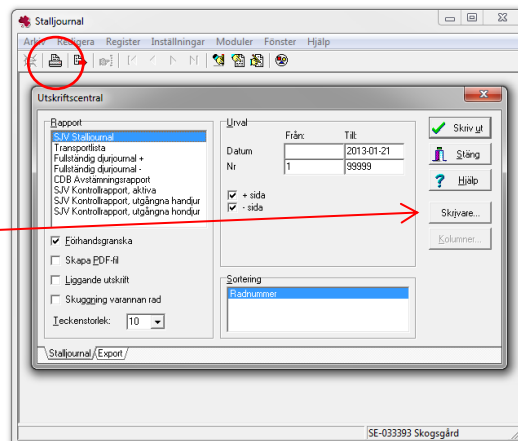 Stalljournal
Arkiv Redigera Register Inställningar Moduler Fönster Hjälp
Utskriftscentral
Rapport
SJV Stalljournal
Transportlista
Fullständig djurjournal +
Fullständig djurjournal -
CDB Avstämningsrapport
SJV Kontrollrapport, aktiva
SJV Kontrollrapport, utgångna handjur
SJV Kontrollrapport, utgångna hondjur
Förhandsgranska
Skapa PDF-fil
Liggande utskrift
Skuggning varannan rad
Teckenstorlek: 10
Urval
Från: Till:
Datum 2013-01-21
Nr 1 99999
+ sida
- sida
Sortering
Radnummer
Skriv ut
Stäng
Hjälp
Skrivare...
Kolumner...
Stalljournal Export
SE-033393 Skogsgård